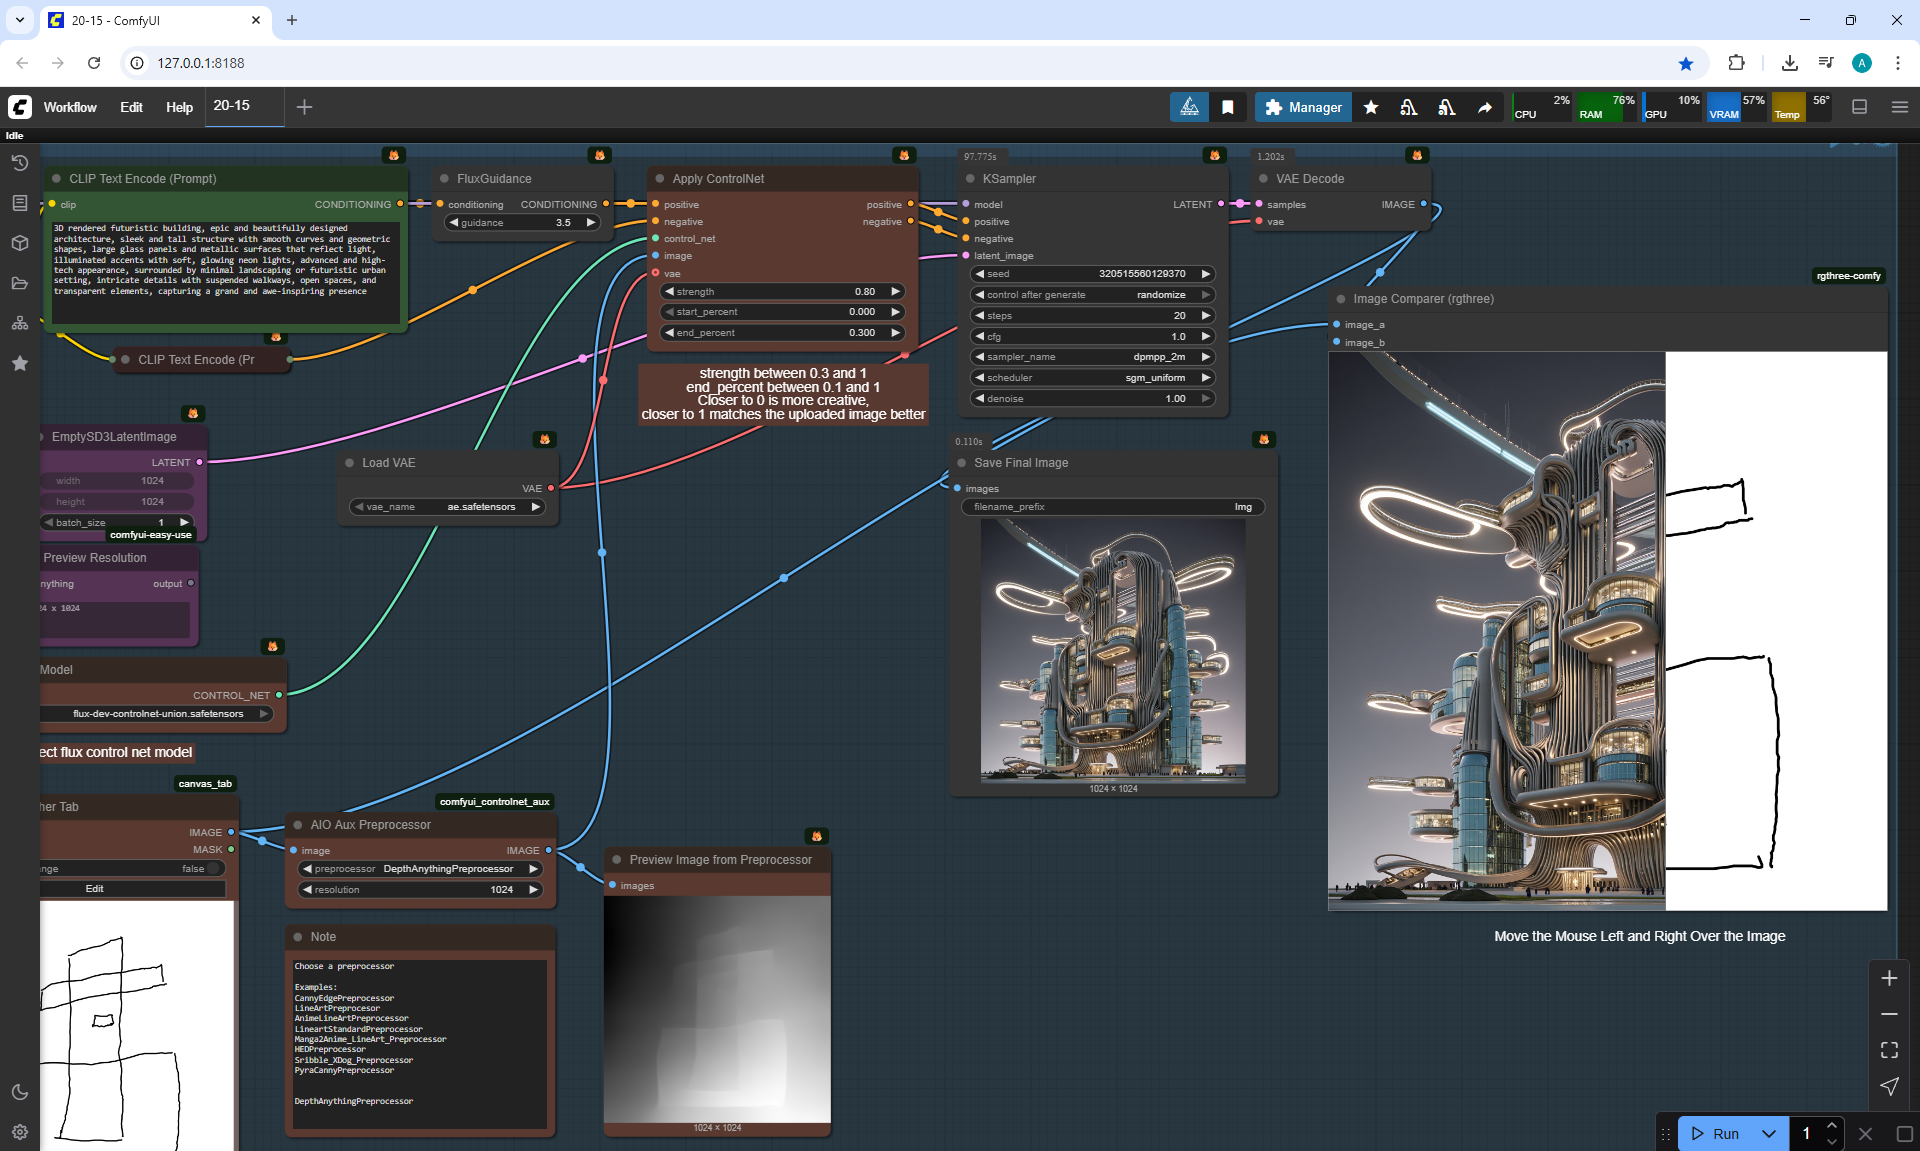 20-15 - ComfyUI
127.0.0.1:8188
A
Workflow
Edit
Help
20-15
Manager
2%
CPU
76%
RAM
10%
GPU
57%
VRAM
56°
Temp
Idle
CLIP Text Encode (Prompt)
clip
CONDITIONING
3D rendered futuristic building, epic and beautifully designed
architecture, sleek and tall structure with smooth curves and geometric
shapes, large glass panels and metallic surfaces that reflect light,
illuminated accents with soft, glowing neon lights, advanced and high-
tech appearance, surrounded by minimal landscaping or futuristic urban
setting, intricate details with suspended walkways, open spaces, and
transparent elements, capturing a grand and awe-inspiring presence
FluxGuidance
conditioning
CONDITIONING
guidance
3.5
Apply ControlNet
positive
positive
negative
negative
control_net
image
vae
strength
0.80
start_percent
0.000
end_percent
0.300
strength between 0.3 and 1
end_percent between 0.1 and 1
Closer to 0 is more creative,
closer to 1 matches the uploaded image better
97.775s
KSampler
model
LATENT
positive
negative
latent_image
seed
320515560129370
control after generate
randomize
steps
20
cfg
1.0
sampler_name
dpmpp_2m
scheduler
sgm_uniform
denoise
1.00
1.202s
VAE Decode
samples
IMAGE
vae
rgthree-comfy
Image Comparer (rgthree)
image_a
image_b
Move the Mouse Left and Right Over the Image
CLIP Text Encode (Pr
EmptySD3LatentImage
LATENT
width
1024
height
1024
batch_size
1
comfyui-easy-use
Preview Resolution
nything
output
24 x 1024
Load VAE
VAE
vae_name
ae.safetensors
0.110s
Save Final Image
images
filename_prefix
Img
1024 × 1024
Model
CONTROL_NET
flux-dev-controlnet-union.safetensors
ect flux control net model
canvas_tab
her Tab
IMAGE
MASK
nge
false
Edit
comfyui_controlnet_aux
AIO Aux Preprocessor
image
IMAGE
preprocessor
DepthAnythingPreprocessor
resolution
1024
Note
Choose a preprocessor
Examples:
CannyEdgePreprocessor
LineArtPreprocesor
AnimeLineArtPreprocessor
LineartStandardPreprocessor
Manga2Anime_LineArt_Preprocessor
HEDPreprocessor
Sribble_XDog_Preprocessor
PyraCannyPreprocessor
DepthAnythingPreprocessor
Preview Image from Preprocessor
images
1024 × 1024
Run
1